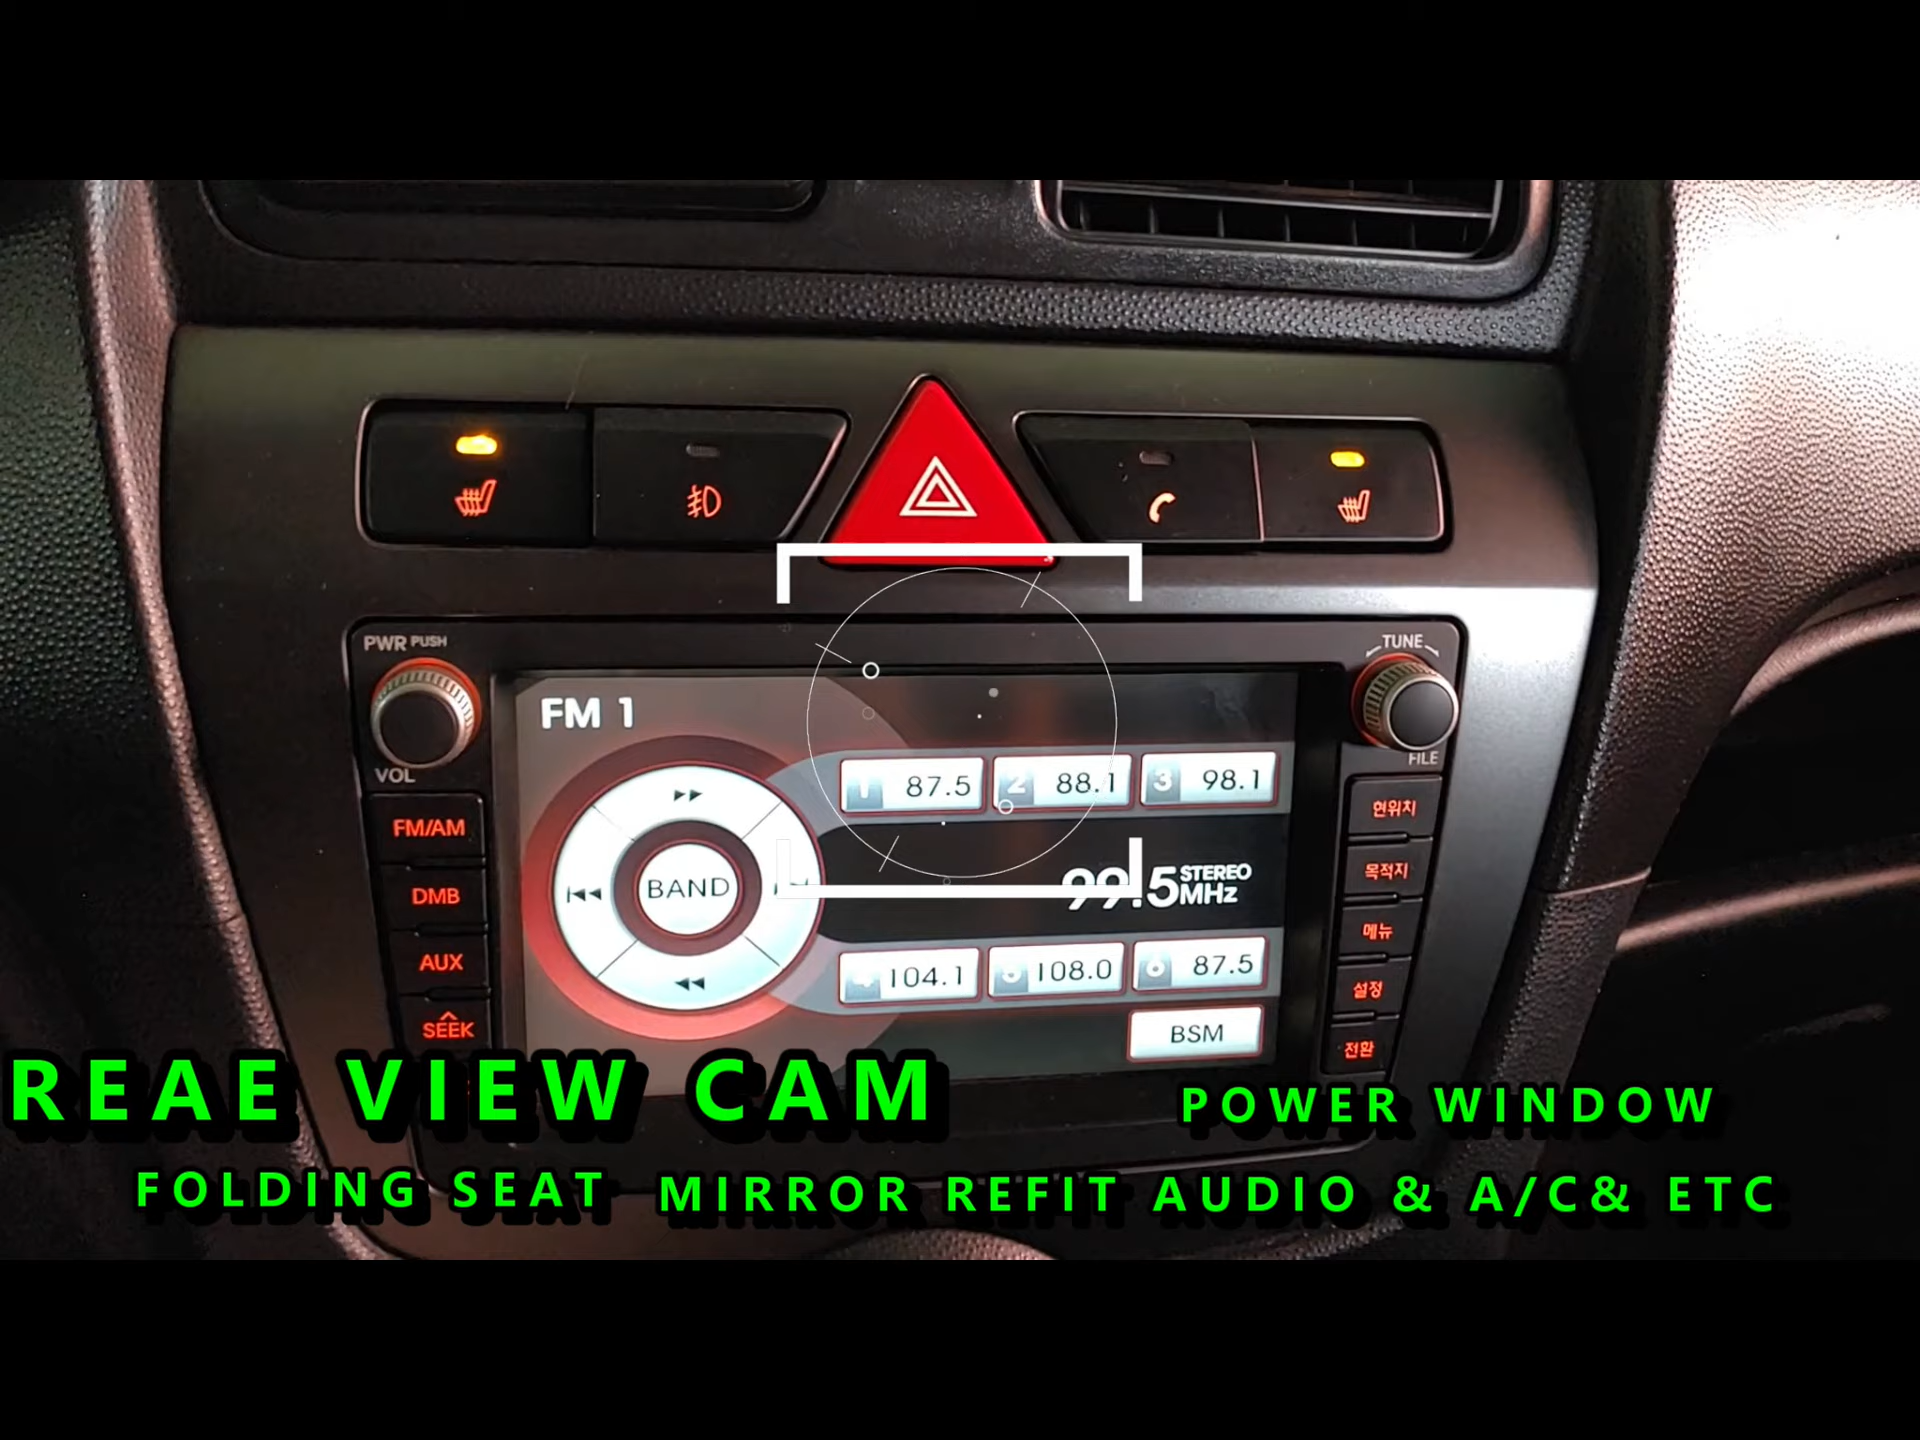 PWR PUSH
TUNE
FM 1
VOL
FILE
1 87.5
2 88.1
3 98.1
현위치
FM/AM
목적지
DMB
BAND
99.5 STEREO MHz
메뉴
AUX
4 104.1
5 108.0
6 87.5
설정
SEEK
BSM
전환
REAE VIEW CAM
POWER WINDOW
FOLDING SEAT
MIRROR REFIT
AUDIO & A/C& ETC